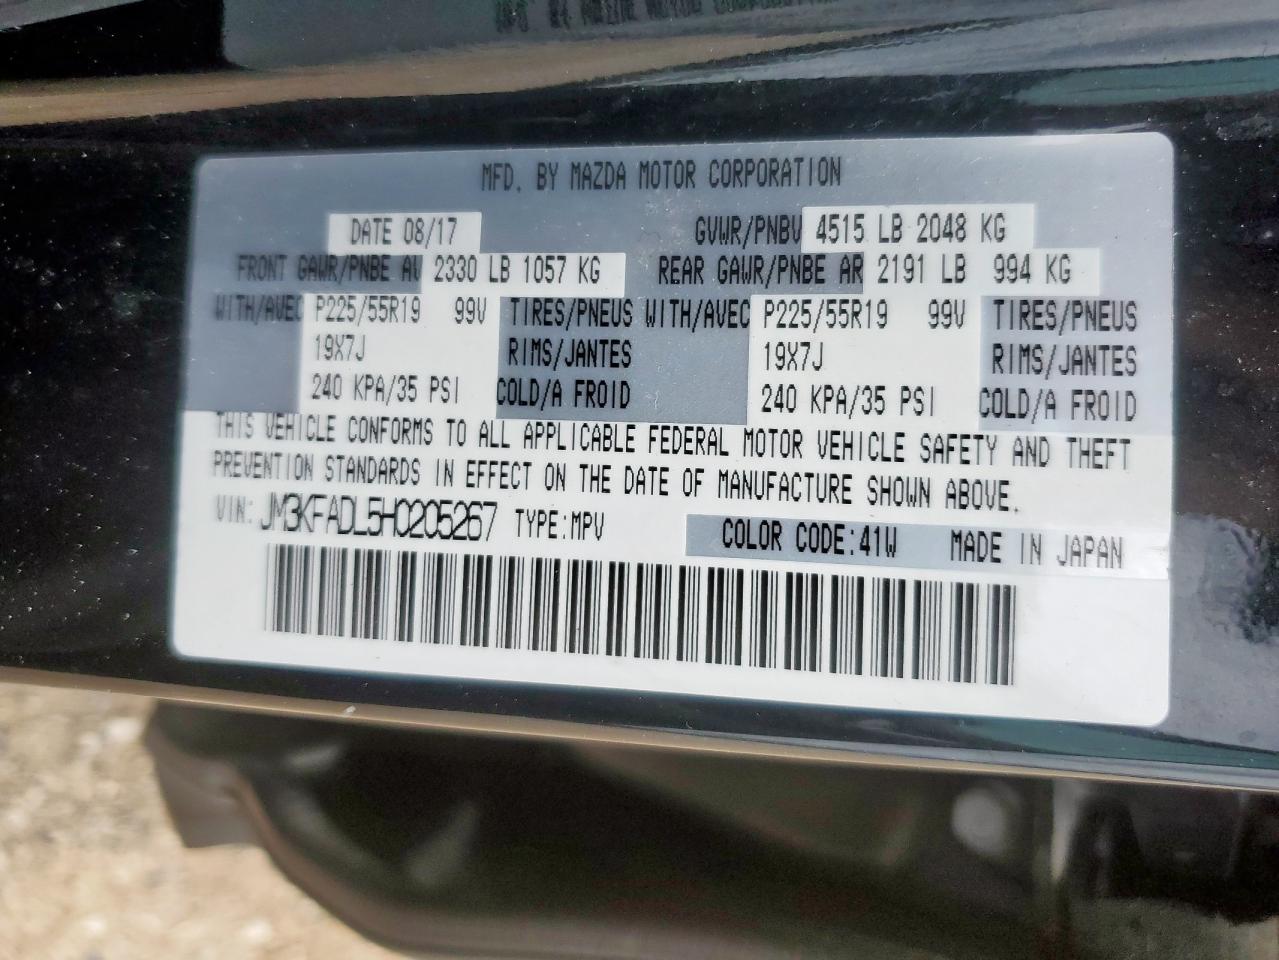 MFD. BY MAZDA MOTOR CORPORATION
DATE 08/17 GVWR/PNBV 4515 LB 2048 KG
FRONT GAWR/PNBE AV 2330 LB 1057 KG REAR GAWR/PNBE AR 2191 LB 994 KG
WITH/AVEC P225/55R19 99V TIRES/PNEUS WITH/AVEC P225/55R19 99V TIRES/PNEUS
19X7J RIMS/JANTES 19X7J RIMS/JANTES
240 KPA/35 PSI COLD/A FROID 240 KPA/35 PSI COLD/A FROID
THIS VEHICLE CONFORMS TO ALL APPLICABLE FEDERAL MOTOR VEHICLE SAFETY AND THEFT
PREVENTION STANDARDS IN EFFECT ON THE DATE OF MANUFACTURE SHOWN ABOVE.
VIN: JM3KFADL5H0205267 TYPE:MPV COLOR CODE:41W MADE IN JAPAN